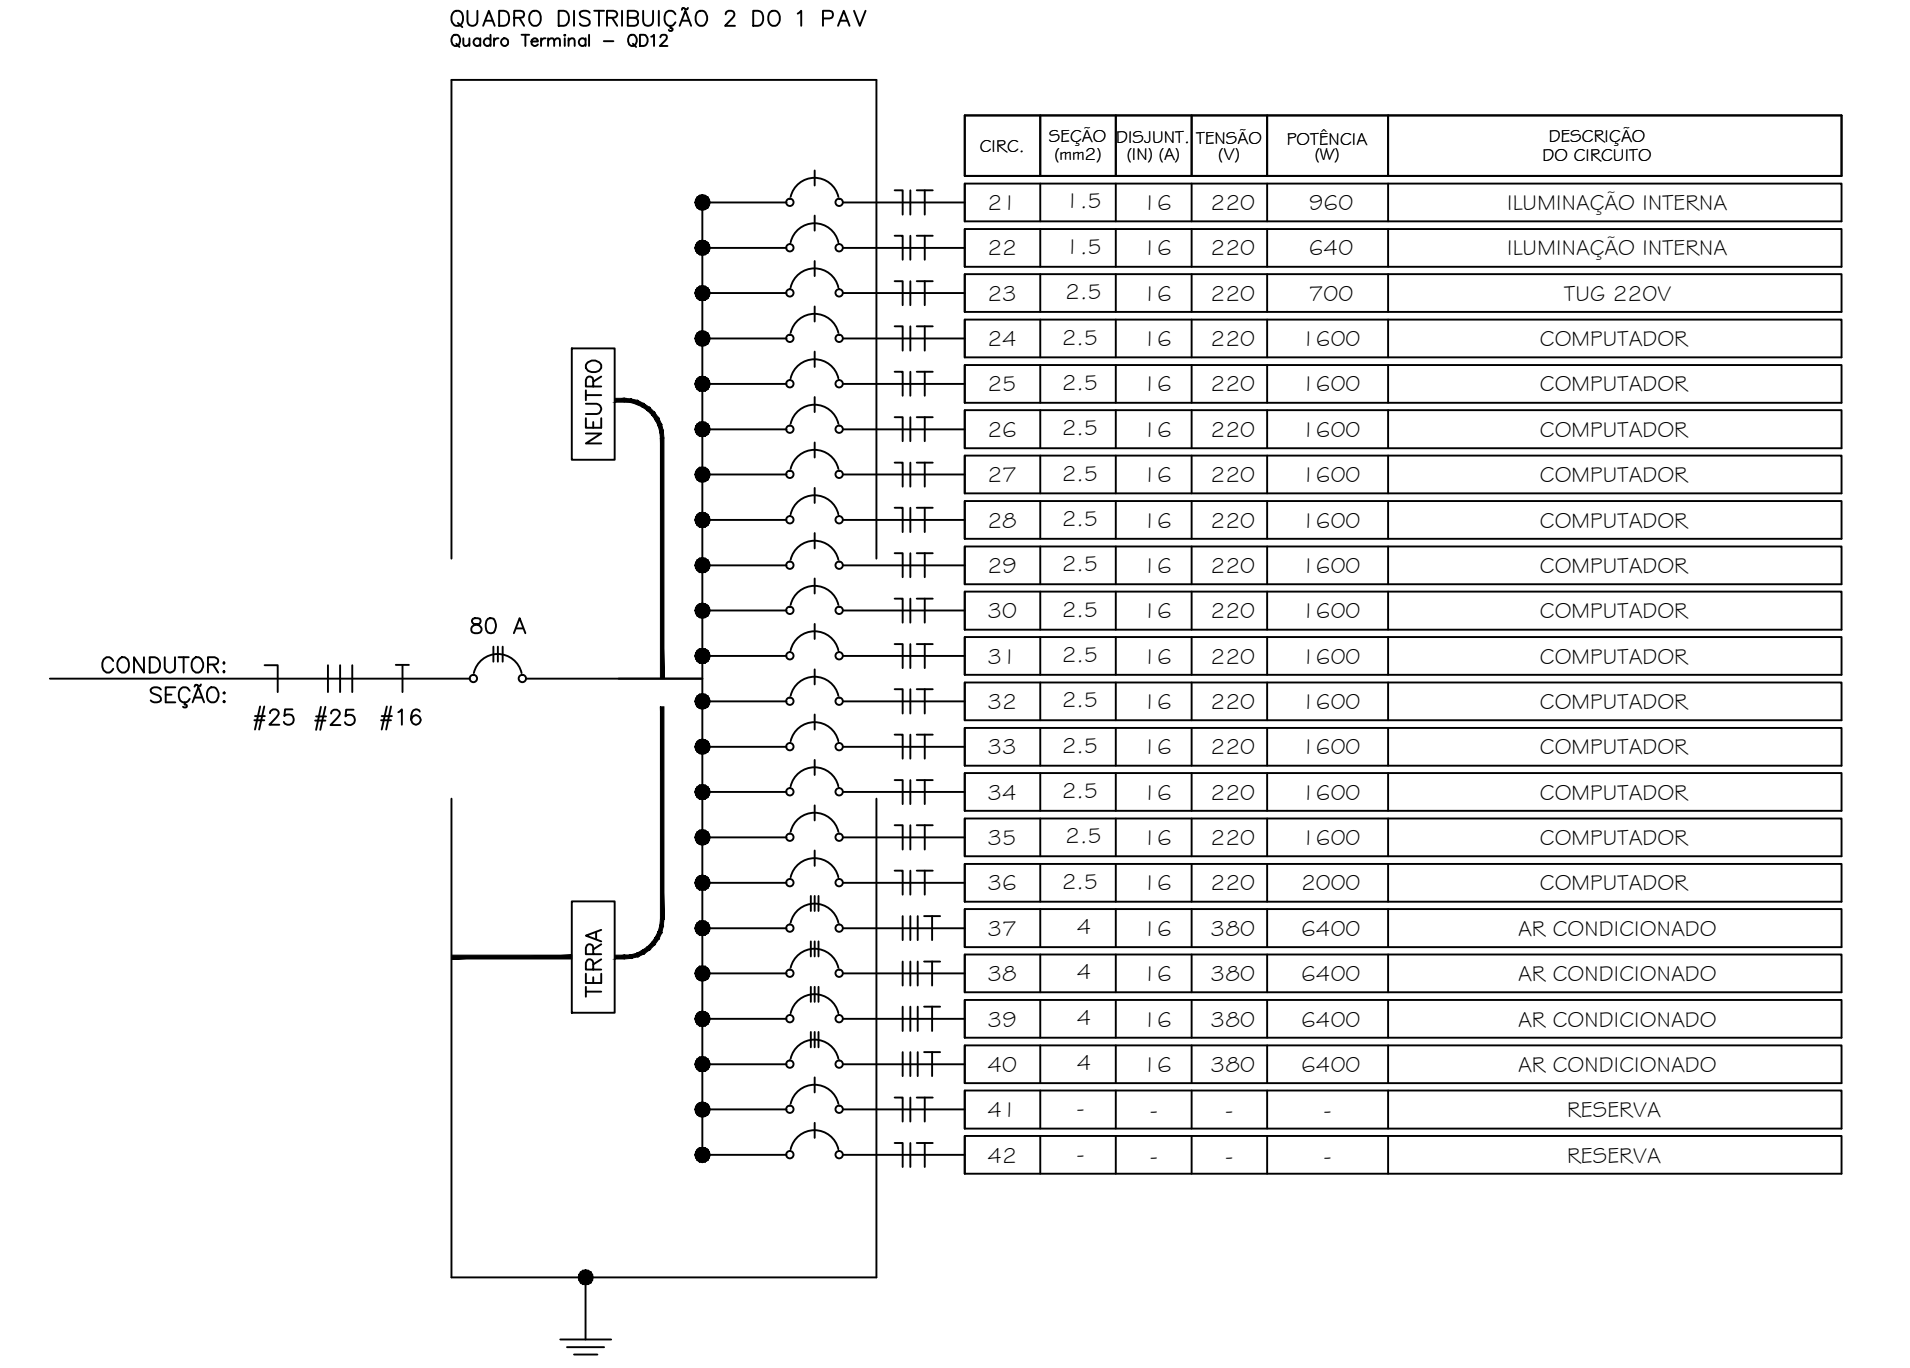 QUADRO DISTRIBUIÇÃO 2 DO 1 PAV
Quadro Terminal - QD12
CIRC. SEÇÃO (mm2) DISJUNT. (IN) (A) TENSÃO (V) POTÊNCIA (W) DESCRIÇÃO DO CIRCUITO
21 1.5 16 220 960 ILUMINAÇÃO INTERNA
22 1.5 16 220 640 ILUMINAÇÃO INTERNA
23 2.5 16 220 700 TUG 220V
24 2.5 16 220 1600 COMPUTADOR
25 2.5 16 220 1600 COMPUTADOR
26 2.5 16 220 1600 COMPUTADOR
27 2.5 16 220 1600 COMPUTADOR
28 2.5 16 220 1600 COMPUTADOR
29 2.5 16 220 1600 COMPUTADOR
30 2.5 16 220 1600 COMPUTADOR
31 2.5 16 220 1600 COMPUTADOR
32 2.5 16 220 1600 COMPUTADOR
33 2.5 16 220 1600 COMPUTADOR
34 2.5 16 220 1600 COMPUTADOR
35 2.5 16 220 1600 COMPUTADOR
36 2.5 16 220 2000 COMPUTADOR
37 4 16 380 6400 AR CONDICIONADO
38 4 16 380 6400 AR CONDICIONADO
39 4 16 380 6400 AR CONDICIONADO
40 4 16 380 6400 AR CONDICIONADO
41 - - - - RESERVA
42 - - - - RESERVA
NEUTRO
80 A
CONDUTOR:
SEÇÃO:
#25 #25 #16
TERRA